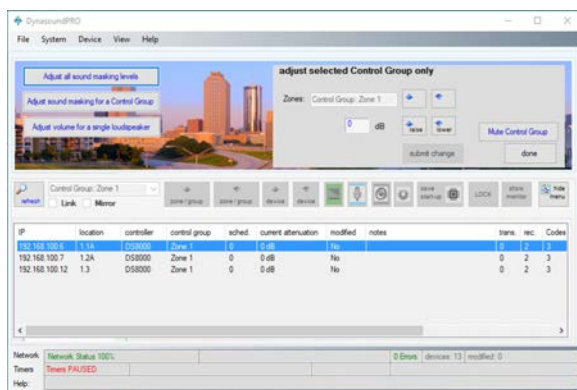 DynasoundPRO
File System Device View Help
Adjust all sound masking levels
Adjust sound masking for a Control Group
Adjust volume for a single loudspeaker
adjust selected Control Group only
Zones: Control Group: Zone 1
0 dB
raise lower
Mute Control Group
submit change
done
refresh
Control Group: Zone 1
Link Mirror
zone / group zone / group device device
save startup
LOCK
show monitor
hide menu
IP location controller control group sched. current attenuation modified notes trans. rec. Codes
192.168.100.6 1.1A DS8000 Zone 1 0 0 dB No 0 2 3
192.168.100.7 1.2A DS8000 Zone 1 0 0 dB No 0 2 3
192.168.100.12 1.3 DS8000 Zone 1 0 0 dB No 0 2 3
Network Network Status 100% 0 Errors devices: 13 modified: 0
Timers Timers PAUSED
Help: